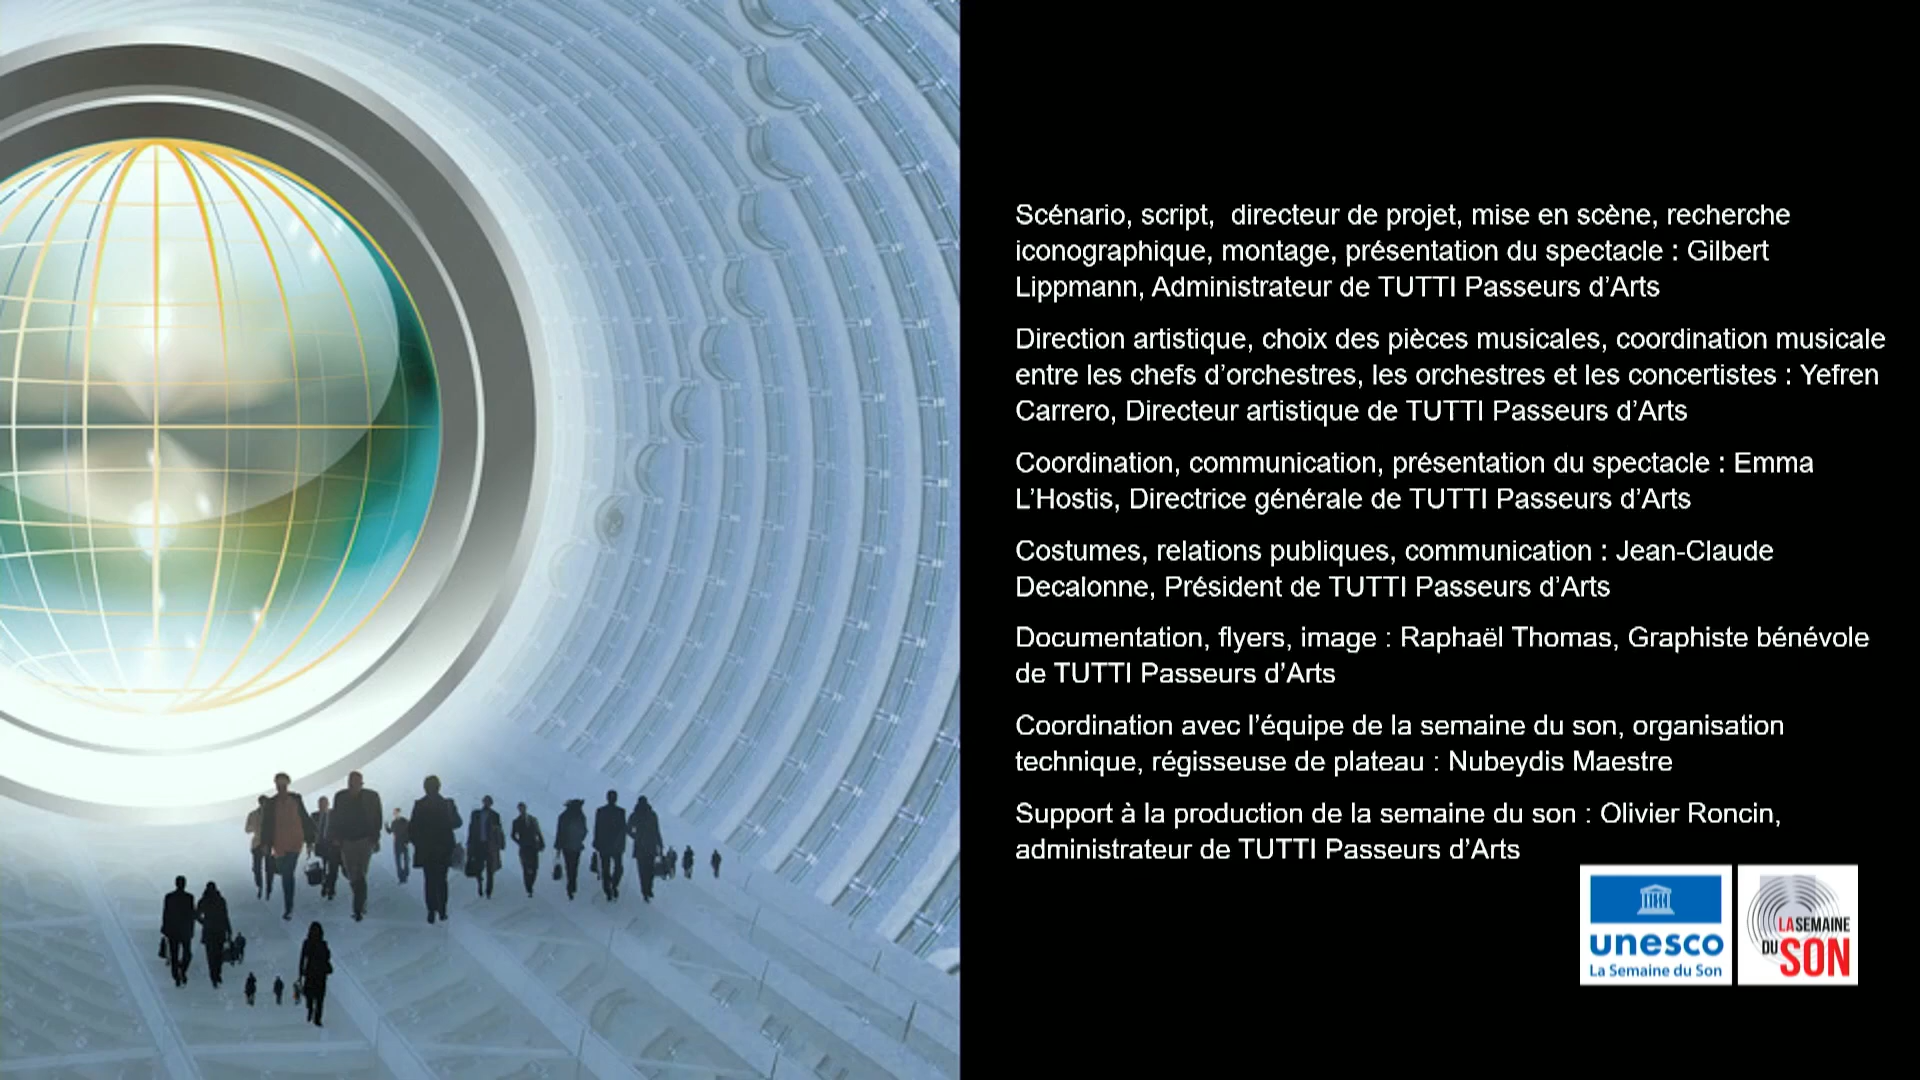 Scénario, script,  directeur de projet, mise en scène, recherche
iconographique, montage, présentation du spectacle : Gilbert
Lippmann, Administrateur de TUTTI Passeurs d’Arts
Direction artistique, choix des pièces musicales, coordination musicale
entre les chefs d’orchestres, les orchestres et les concertistes : Yefren
Carrero, Directeur artistique de TUTTI Passeurs d’Arts
Coordination, communication, présentation du spectacle : Emma
L’Hostis, Directrice générale de TUTTI Passeurs d’Arts
Costumes, relations publiques, communication : Jean-Claude
Decalonne, Président de TUTTI Passeurs d’Arts
Documentation, flyers, image : Raphaël Thomas, Graphiste bénévole
de TUTTI Passeurs d’Arts
Coordination avec l’équipe de la semaine du son, organisation
technique, régisseuse de plateau : Nubeydis Maestre
Support à la production de la semaine du son : Olivier Roncin,
administrateur de TUTTI Passeurs d’Arts
unesco
La Semaine du Son
LA SEMAINE
DU SON